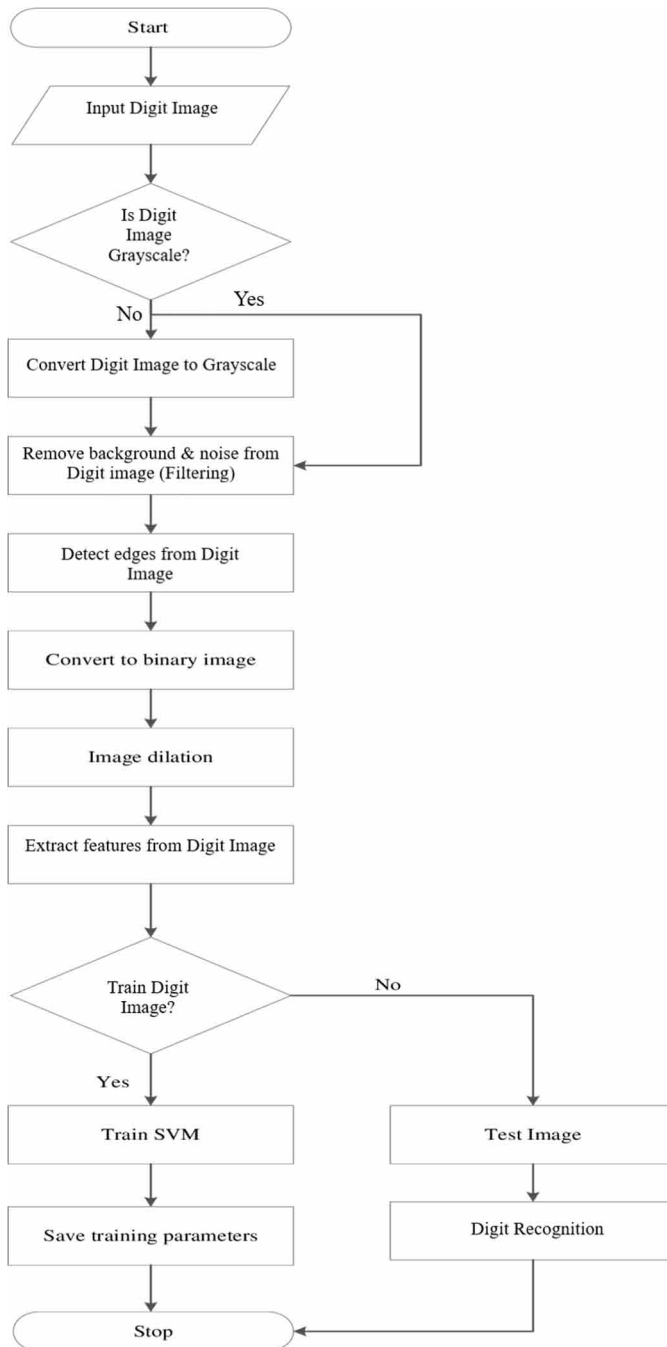 Start
Input Digit Image
Is Digit
Image
Grayscale?
No
Yes
Convert Digit Image to Grayscale
Remove background & noise from
Digit image (Filtering)
Detect edges from Digit
Image
Convert to binary image
Image dilation
Extract features from Digit Image
Train Digit
Image?
No
Yes
Train SVM
Test Image
Save training parameters
Digit Recognition
Stop